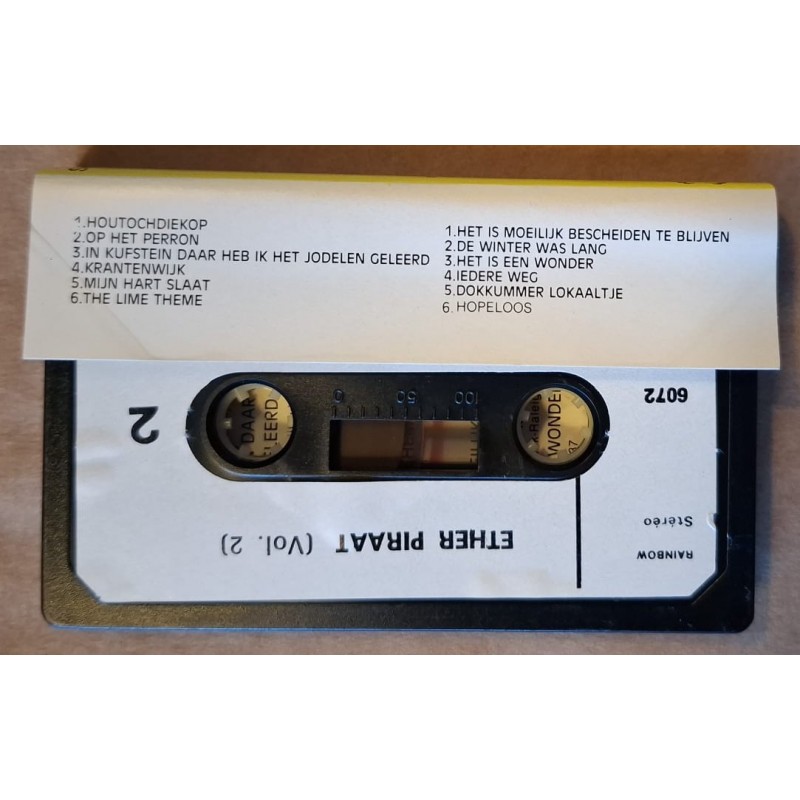 1.HOUTOCHDIEKOP
2.OP HET PERRON
3.IN KUFSTEIN DAAR HEB IK HET JODELEN GELEERD
4.KRANTENWIJK
5.MIJN HART SLAAT
6.THE LIME THEME
1.HET IS MOEILIJK BESCHEIDEN TE BLIJVEN
2.DE WINTER WAS LANG
3.HET IS EEN WONDER
4.IEDERE WEG
5.DOKKUMMER LOKAALTJE
6.HOPELOOS
6072
2
0 50 100
DAAR
LEERD
WONDE
ETHER PIRAAT (Vol. 2)
Stéréo
RAINBOW